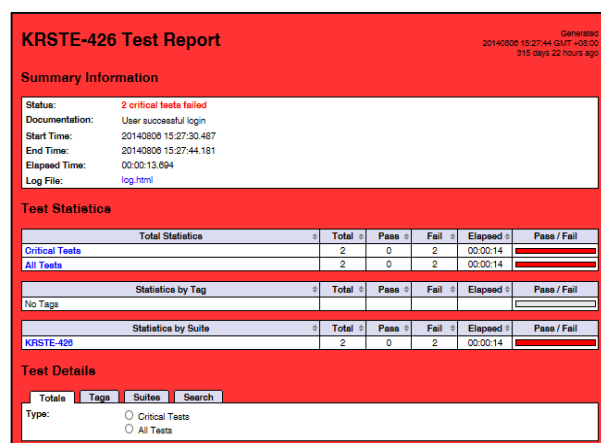 KRSTE-426 Test Report
Generated
20140806 15:27:44 GMT +08:00
315 days 22 hours ago
Summary Information
Status: 2 critical tests failed
Documentation: User successful login
Start Time: 20140806 15:27:30.487
End Time: 20140806 15:27:44.181
Elapsed Time: 00:00:13.694
Log File: log.html
Test Statistics
Total Statistics Total Pass Fail Elapsed Pass / Fail
Critical Tests 2 0 2 00:00:14
All Tests 2 0 2 00:00:14
Statistics by Tag Total Pass Fail Elapsed Pass / Fail
No Tags
Statistics by Suite Total Pass Fail Elapsed Pass / Fail
KRSTE-426 2 0 2 00:00:14
Test Details
Totals Tags Suites Search
Type: Critical Tests
All Tests